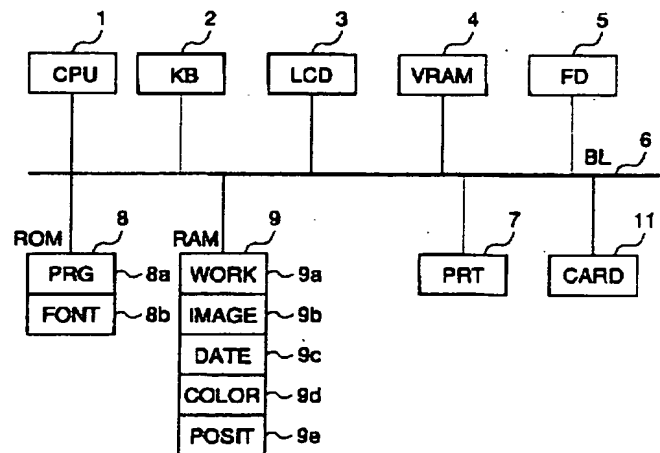 1 2 3 4 5
CPU KB LCD VRAM FD
BL 6
ROM 8 RAM 9 7 11
PRG 8a WORK 9a PRT CARD
FONT 8b IMAGE 9b
DATE 9c
COLOR 9d
POSIT 9e